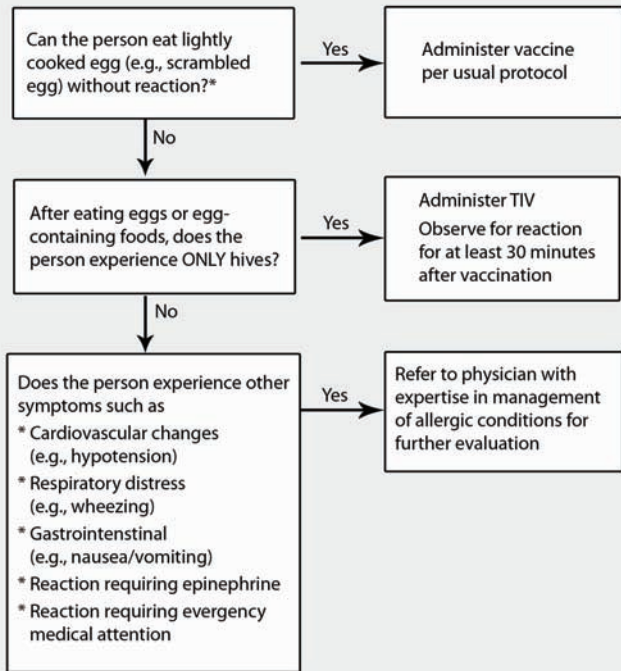 Can the person eat lightly
cooked egg (e.g., scrambled
egg) without reaction?*
Yes
Administer vaccine
per usual protocol
No
After eating eggs or egg-
containing foods, does the
person experience ONLY hives?
Yes
Administer TIV
Observe for reaction
for at least 30 minutes
after vaccination
No
Does the person experience other
symptoms such as
* Cardiovascular changes
(e.g., hypotension)
* Respiratory distress
(e.g., wheezing)
* Gastrointenstinal
(e.g., nausea/vomiting)
* Reaction requiring epinephrine
* Reaction requiring evergency
medical attention
Yes
Refer to physician with
expertise in management
of allergic conditions for
further evaluation